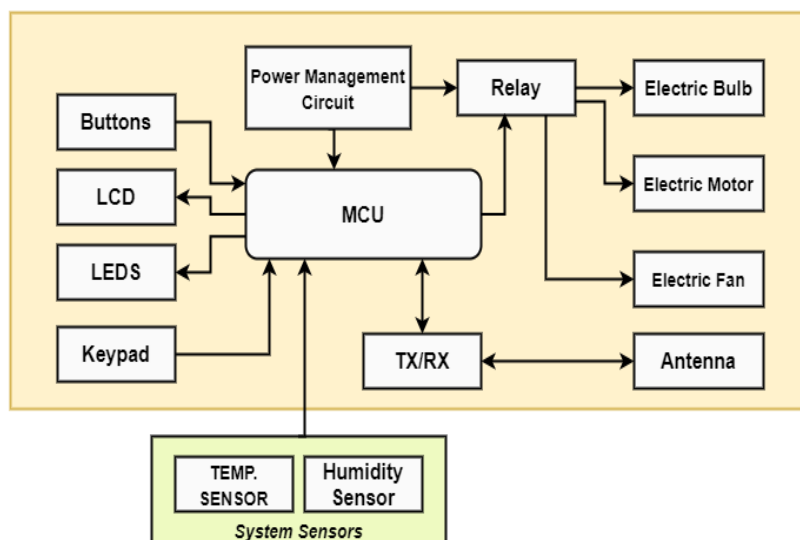 Power Management
Circuit
Relay
Electric Bulb
Buttons
LCD
MCU
Electric Motor
LEDS
Electric Fan
Keypad
TX/RX
Antenna
TEMP.
SENSOR
Humidity
Sensor
System Sensors